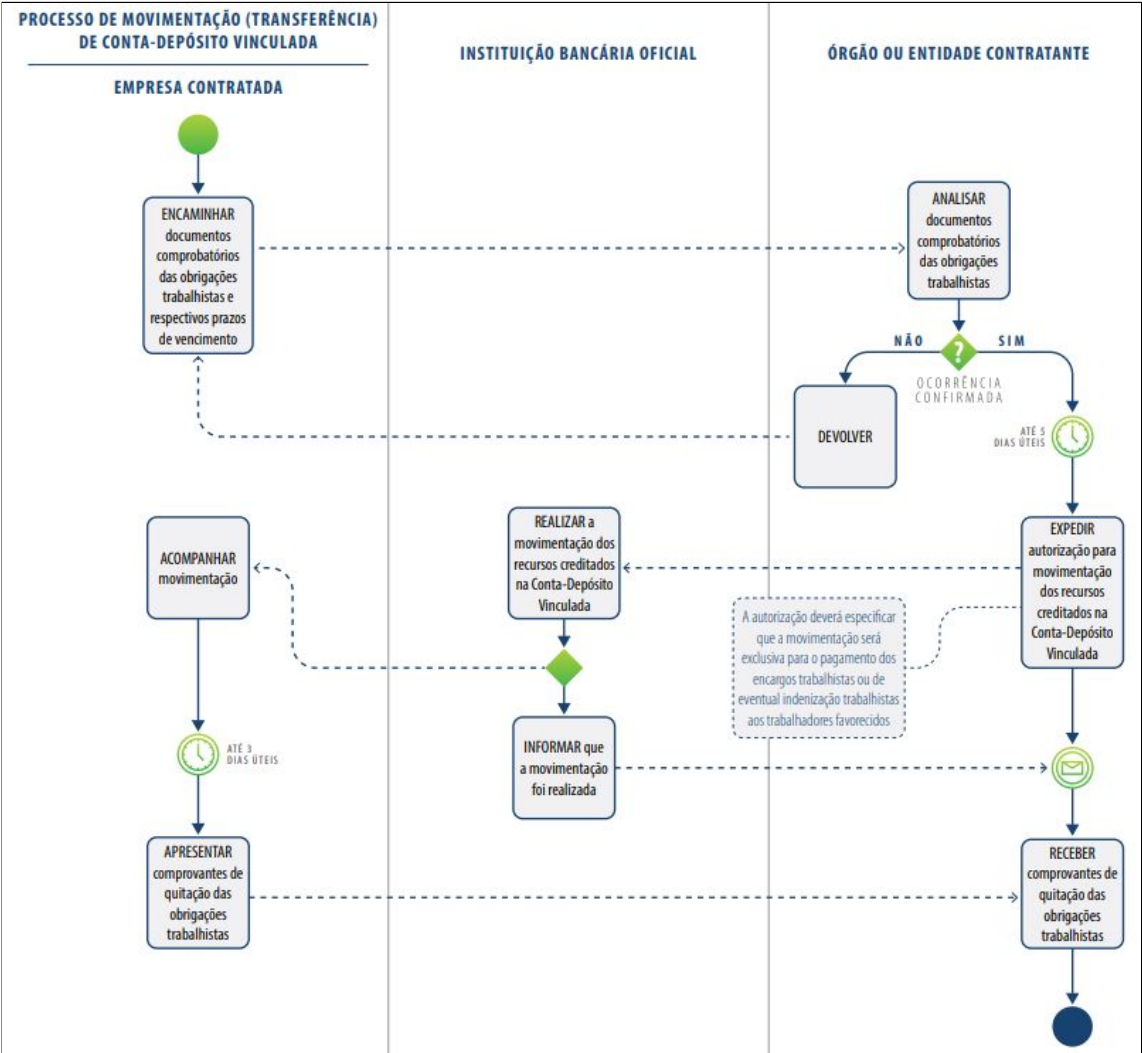 PROCESSO DE MOVIMENTAÇÃO (TRANSFERÊNCIA)
DE CONTA-DEPÓSITO VINCULADA
EMPRESA CONTRATADA
INSTITUIÇÃO BANCÁRIA OFICIAL
ÓRGÃO OU ENTIDADE CONTRATANTE
ENCAMINHAR
documentos
comprobatórios
das obrigações
trabalhistas e
respectivos prazos
de vencimento
ANALISAR
documentos
comprobatórios
das obrigações
trabalhistas
NÃO
?
SIM
OCORRÊNCIA
CONFIRMADA
DEVOLVER
ATÉ 5
DIAS ÚTEIS
EXPEDIR
autorização para
movimentação
dos recursos
creditados na
Conta-Depósito
Vinculada
A autorização deverá especificar
que a movimentação será
exclusiva para o pagamento dos
encargos trabalhistas ou de
eventual indenização trabalhistas
aos trabalhadores favorecidos
REALIZAR a
movimentação dos
recursos creditados
na Conta-Depósito
Vinculada
ACOMPANHAR
movimentação
INFORMAR que
a movimentação
foi realizada
ATÉ 3
DIAS ÚTEIS
APRESENTAR
comprovantes de
quitação das
obrigações
trabalhistas
RECEBER
comprovantes de
quitação das
obrigações
trabalhistas